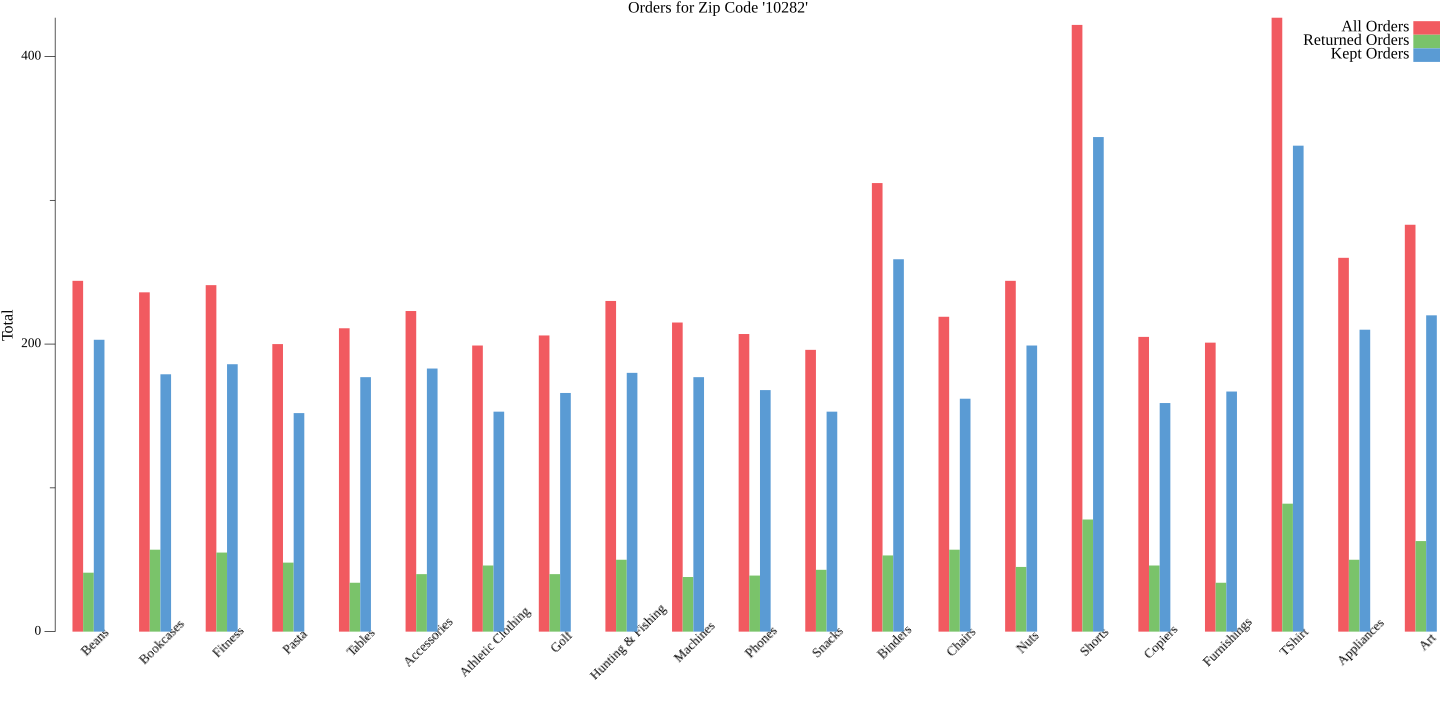 Orders for Zip Code '10282'
All Orders
Returned Orders
Kept Orders
400
200
0
Total
Beans
Bookcases
Fitness
Pasta
Tables
Accessories
Athletic Clothing
Golf
Hunting & Fishing
Machines
Phones
Snacks
Binders
Chairs
Nuts
Shorts
Copiers
Furnishings
TShirt
Appliances
Art